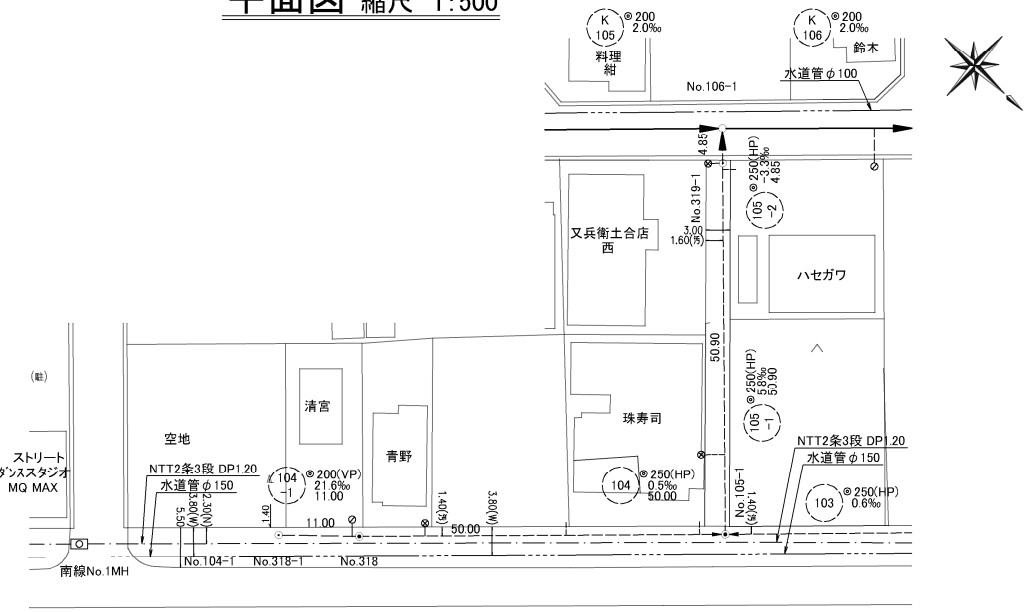 平面図 縮尺 1:500
K
105
◎ 200
2.0‰
K
106
◎ 200
2.0‰
料理
紺
鈴木
水道管φ100
No.106-1
4.85
◎ 250(HP)
-3.3‰
4.85
105
-2
No.319-1
3.00
1.60(汚)
又兵衛土合店
西
ハセガワ
50.90
◎ 250(HP)
5.8‰
50.90
105
-1
(駐)
清宮
珠寿司
空地
青野
ストリート
ダンススタジオ
MQ MAX
NTT2条3段 DP1.20
水道管φ150
104
-1
◎ 200(VP)
21.6‰
11.00
104
◎ 250(HP)
0.5‰
50.00
No.105-1
1.40(汚)
NTT2条3段 DP1.20
水道管φ150
103
◎ 250(HP)
0.6‰
5.50
3.80(W)
2.30(N)
1.40
11.00
1.40(汚)
50.00
3.80(W)
No.104-1
No.318-1
No.318
南線No.1MH